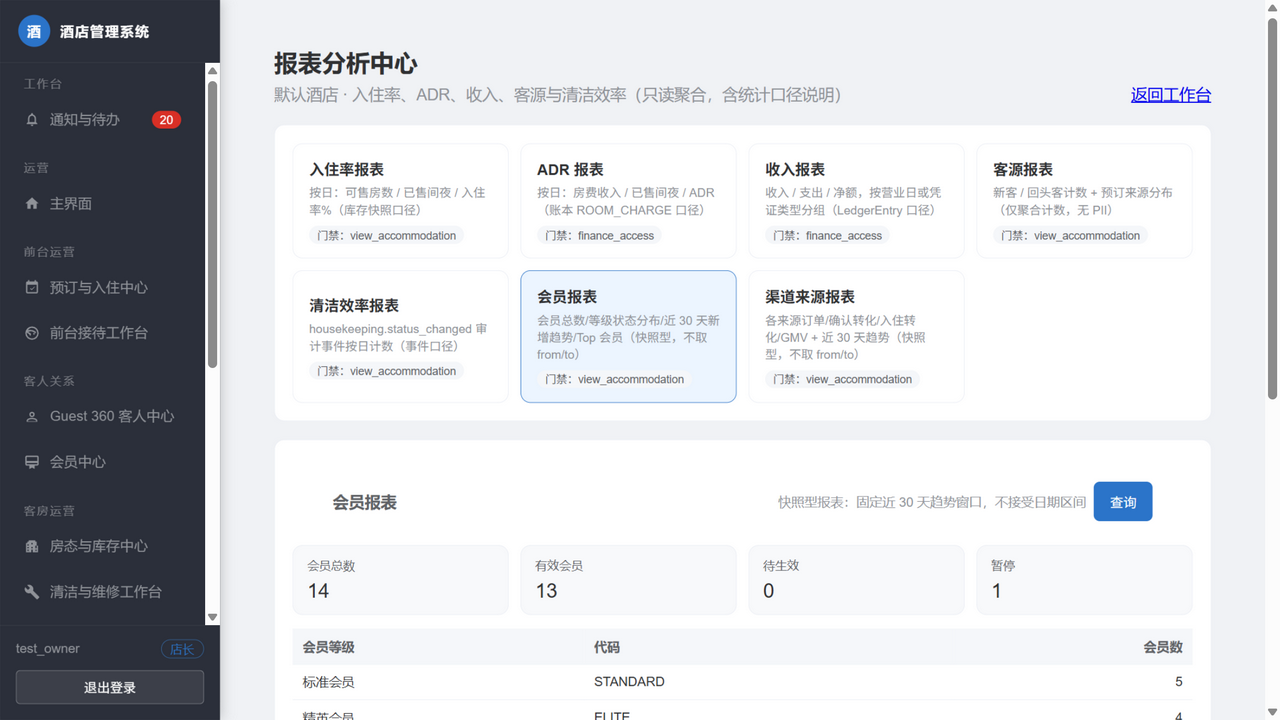 酒 酒店管理系统
工作台
通知与待办 20
运营
主界面
前台运营
预订与入住中心
前台接待工作台
客人关系
Guest 360 客人中心
会员中心
客房运营
房态与库存中心
清洁与维修工作台
test_owner 店长
退出登录
报表分析中心
默认酒店 · 入住率、ADR、收入、客源与清洁效率（只读聚合，含统计口径说明）
返回工作台
入住率报表
按日：可售房数 / 已售间夜 / 入住
率%（库存快照口径）
门禁：view_accommodation
ADR 报表
按日：房费收入 / 已售间夜 / ADR
（账本 ROOM_CHARGE 口径）
门禁：finance_access
收入报表
收入 / 支出 / 净额，按营业日或凭
证类型分组（LedgerEntry 口径）
门禁：finance_access
客源报表
新客 / 回头客计数 + 预订来源分布
（仅聚合计数，无 PII）
门禁：view_accommodation
清洁效率报表
housekeeping.status_changed 审
计事件按日计数（事件口径）
门禁：view_accommodation
会员报表
会员总数/等级状态分布/近 30 天新
增趋势/Top 会员（快照型，不取
from/to）
门禁：view_accommodation
渠道来源报表
各来源订单/确认转化/入住转
化/GMV + 近 30 天趋势（快照
型，不取 from/to）
门禁：view_accommodation
会员报表
快照型报表：固定近 30 天趋势窗口，不接受日期区间
查询
会员总数
14
有效会员
13
待生效
0
暂停
1
会员等级 代码 会员数
标准会员 STANDARD 5
精英会员 ELITE 4